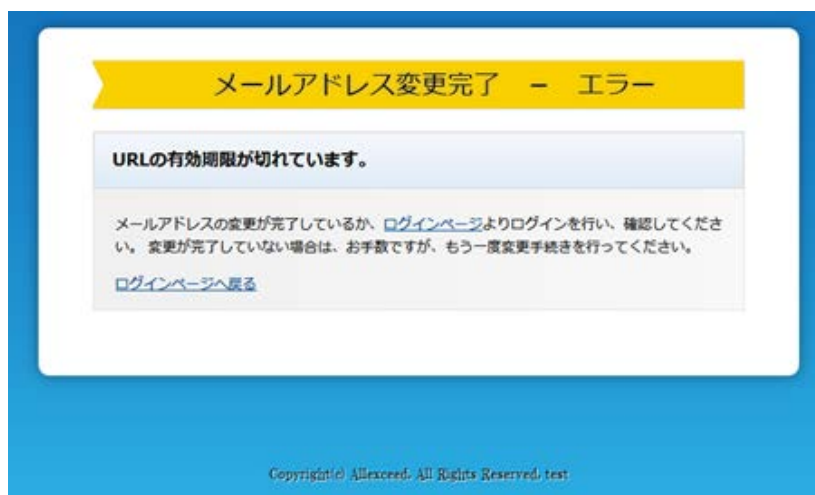 メールアドレス変更完了　－　エラー
URLの有効期限が切れています。
メールアドレスの変更が完了しているか、ログインページよりログインを行い、確認してくださ
い。 変更が完了していない場合は、お手数ですが、もう一度変更手続きを行ってください。
ログインページへ戻る
Copyright(c) Allexceed. All Rights Reserved. test